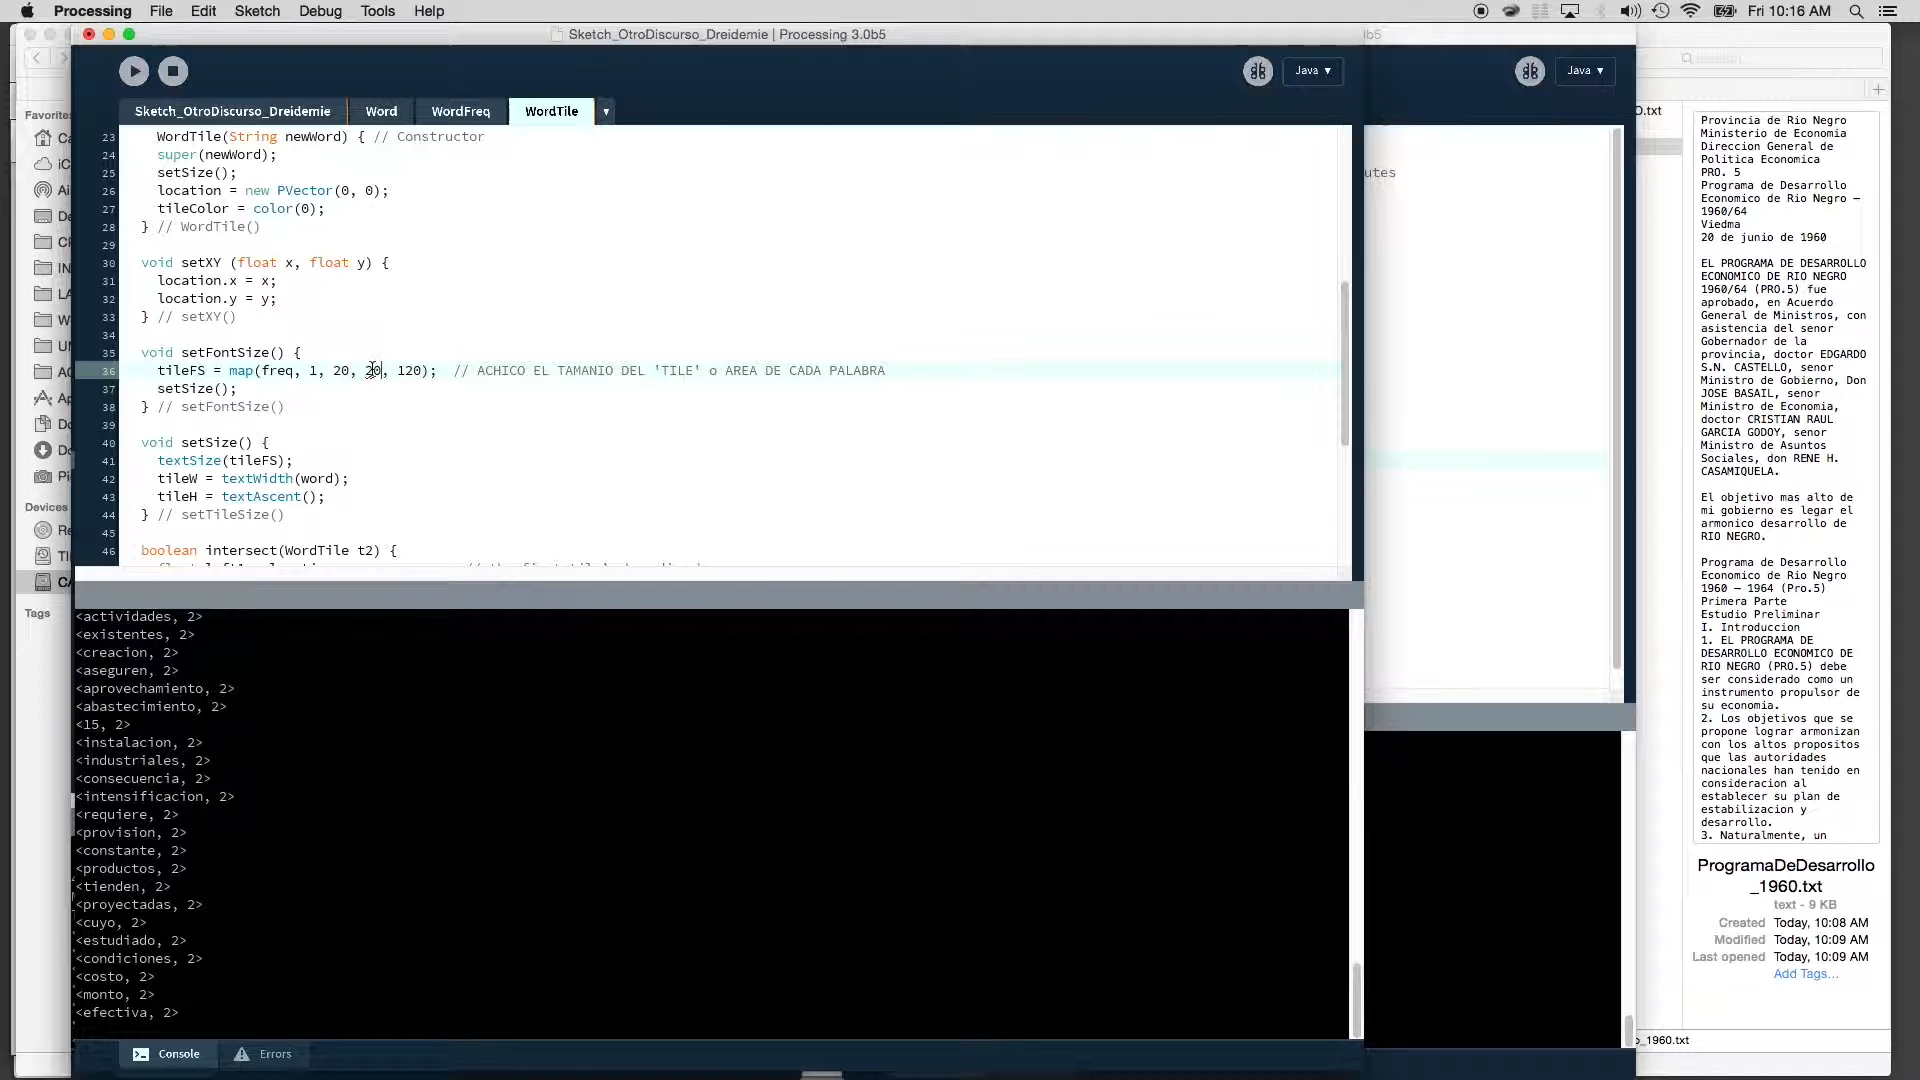 Processing File Edit Sketch Debug Tools Help
Fri 10:16 AM
Sketch_OtroDiscurso_Dreidemie | Processing 3.0b5
Java ▾
Java ▾
Sketch_OtroDiscurso_Dreidemie Word WordFreq WordTile ▾
23 WordTile(String newWord) { // Constructor
24 super(newWord);
25 setSize();
26 location = new PVector(0, 0);
27 tileColor = color(0);
28 } // WordTile()
29
30 void setXY (float x, float y) {
31 location.x = x;
32 location.y = y;
33 } // setXY()
34
35 void setFontSize() {
36 tileFS = map(freq, 1, 20, 20, 120); // ACHICO EL TAMANIO DEL 'TILE' o AREA DE CADA PALABRA
37 setSize();
38 } // setFontSize()
39
40 void setSize() {
41 textSize(tileFS);
42 tileW = textWidth(word);
43 tileH = textAscent();
44 } // setTileSize()
45
46 boolean intersect(WordTile t2) {
<actividades, 2>
<existentes, 2>
<creacion, 2>
<aseguren, 2>
<aprovechamiento, 2>
<abastecimiento, 2>
<15, 2>
<instalacion, 2>
<industriales, 2>
<consecuencia, 2>
<intensificacion, 2>
<requiere, 2>
<provision, 2>
<constante, 2>
<productos, 2>
<tienden, 2>
<proyectadas, 2>
<cuyo, 2>
<estudiado, 2>
<condiciones, 2>
<costo, 2>
<monto, 2>
<efectiva, 2>
Console Errors
Favorites
Devices
Tags
Provincia de Rio Negro
Ministerio de Economia
Direccion General de
Politica Economica
PRO. 5
Programa de Desarrollo
Economico de Rio Negro –
1960/64
Viedma
20 de junio de 1960
EL PROGRAMA DE DESARROLLO
ECONOMICO DE RIO NEGRO
1960/64 (PRO.5) fue
aprobado, en Acuerdo
General de Ministros, con
asistencia del senor
Gobernador de la
provincia, doctor EDGARDO
S.N. CASTELLO, senor
Ministro de Gobierno, Don
JOSE BASAIL, senor
Ministro de Economia,
doctor CRISTIAN RAUL
GARCIA GODOY, senor
Ministro de Asuntos
Sociales, don RENE H.
CASAMIQUELA.
El objetivo mas alto de
mi gobierno es legar el
armonico desarrollo de
RIO NEGRO.
Programa de Desarrollo
Economico de Rio Negro
1960 – 1964 (Pro.5)
Primera Parte
Estudio Preliminar
I. Introduccion
1. EL PROGRAMA DE
DESARROLLO ECONOMICO DE
RIO NEGRO (PRO.5) debe
ser considerado como un
instrumento propulsor de
su economia.
2. Los objetivos que se
propone lograr armonizan
con los altos propositos
que las autoridades
nacionales han tenido en
consideracion al
establecer su plan de
estabilizacion y
desarrollo.
3. Naturalmente, un
ProgramaDeDesarrollo
_1960.txt
text - 9 KB
Created Today, 10:08 AM
Modified Today, 10:09 AM
Last opened Today, 10:09 AM
Add Tags…
_1960.txt